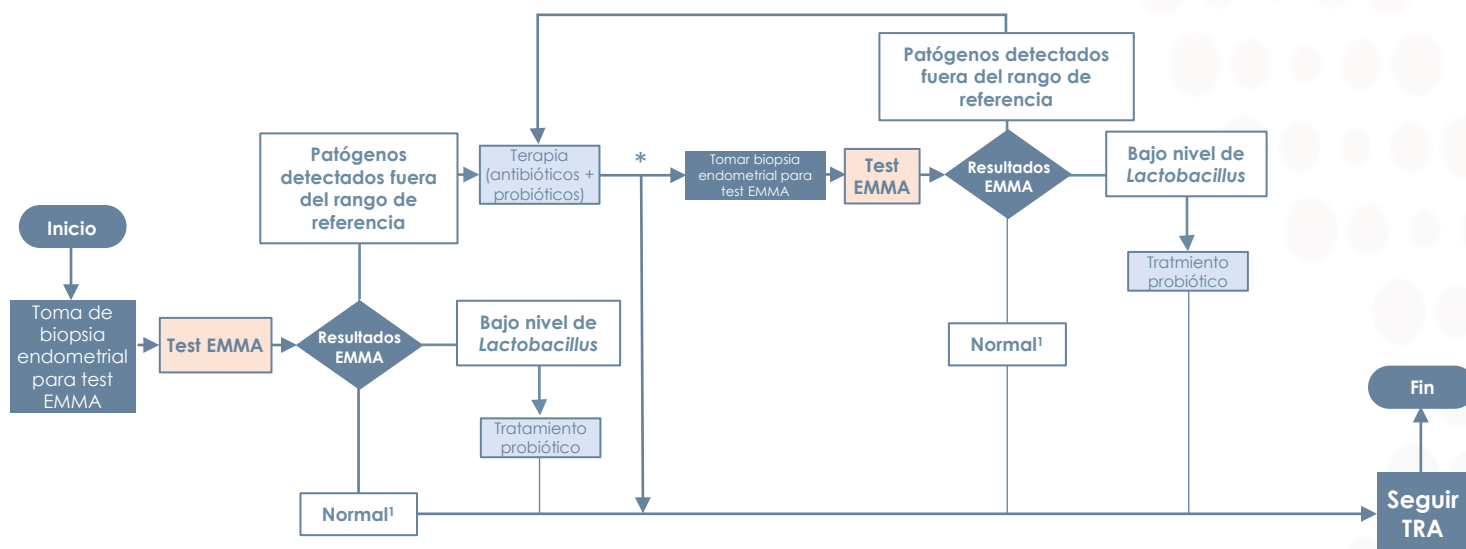 Inicio
Toma de
biopsia
endometrial
para test
EMMA
Test EMMA
Resultados
EMMA
Patógenos
detectados fuera
del rango de
referencia
Bajo nivel de
Lactobacillus
Tratamiento
probiótico
Normal¹
Terapia
(antibióticos +
probióticos)
*
Tomar biopsia
endometrial para
test EMMA
Test
EMMA
Resultados
EMMA
Patógenos detectados
fuera del rango de
referencia
Bajo nivel de
Lactobacillus
Tratmiento
probiótico
Normal¹
Seguir
TRA
Fin